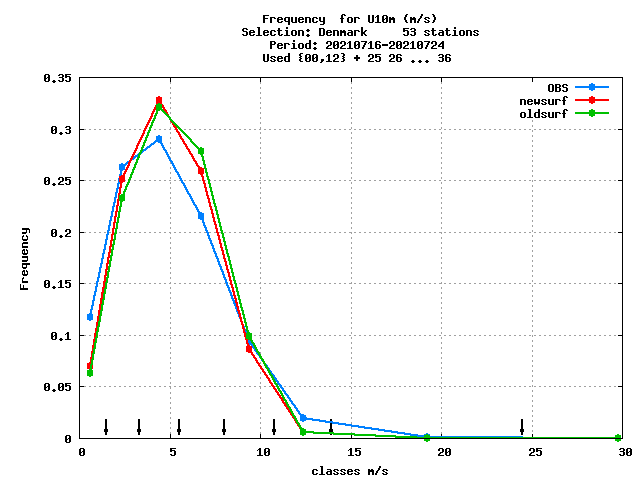 Frequency  for U10m (m/s)
Selection: Denmark     53 stations
Period: 20210716-20210724
Used {00,12} + 25 26 ... 36
0.35
0.3
0.25
0.2
0.15
0.1
0.05
0
Frequency
OBS
newsurf
oldsurf
0 5 10 15 20 25 30
classes m/s